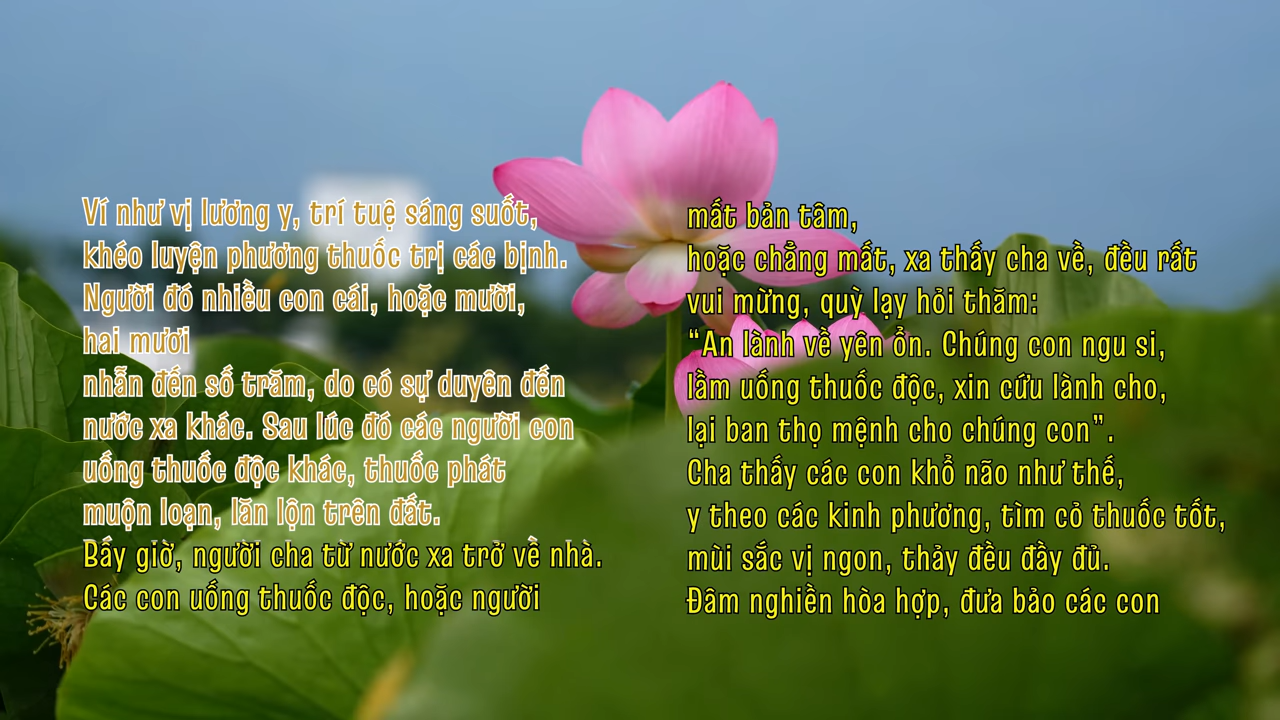 Ví như vị lương y, trí tuệ sáng suốt,
khéo luyện phương thuốc trị các bịnh.
Người đó nhiều con cái, hoặc mười,
hai mươi
nhẫn đến số trăm, do có sự duyên đến
nước xa khác. Sau lúc đó các người con
uống thuốc độc khác, thuốc phát
muộn loạn, lăn lộn trên đất.
Bấy giờ, người cha từ nước xa trở về nhà.
Các con uống thuốc độc, hoặc người
mất bản tâm,
hoặc chẳng mất, xa thấy cha về, đều rất
vui mừng, quỳ lạy hỏi thăm:
“An lành về yên ổn. Chúng con ngu si,
lầm uống thuốc độc, xin cứu lành cho,
lại ban thọ mệnh cho chúng con”.
Cha thấy các con khổ não như thế,
y theo các kinh phương, tìm cỏ thuốc tốt,
mùi sắc vị ngon, thảy đều đầy đủ.
Đâm nghiền hòa hợp, đưa bảo các con